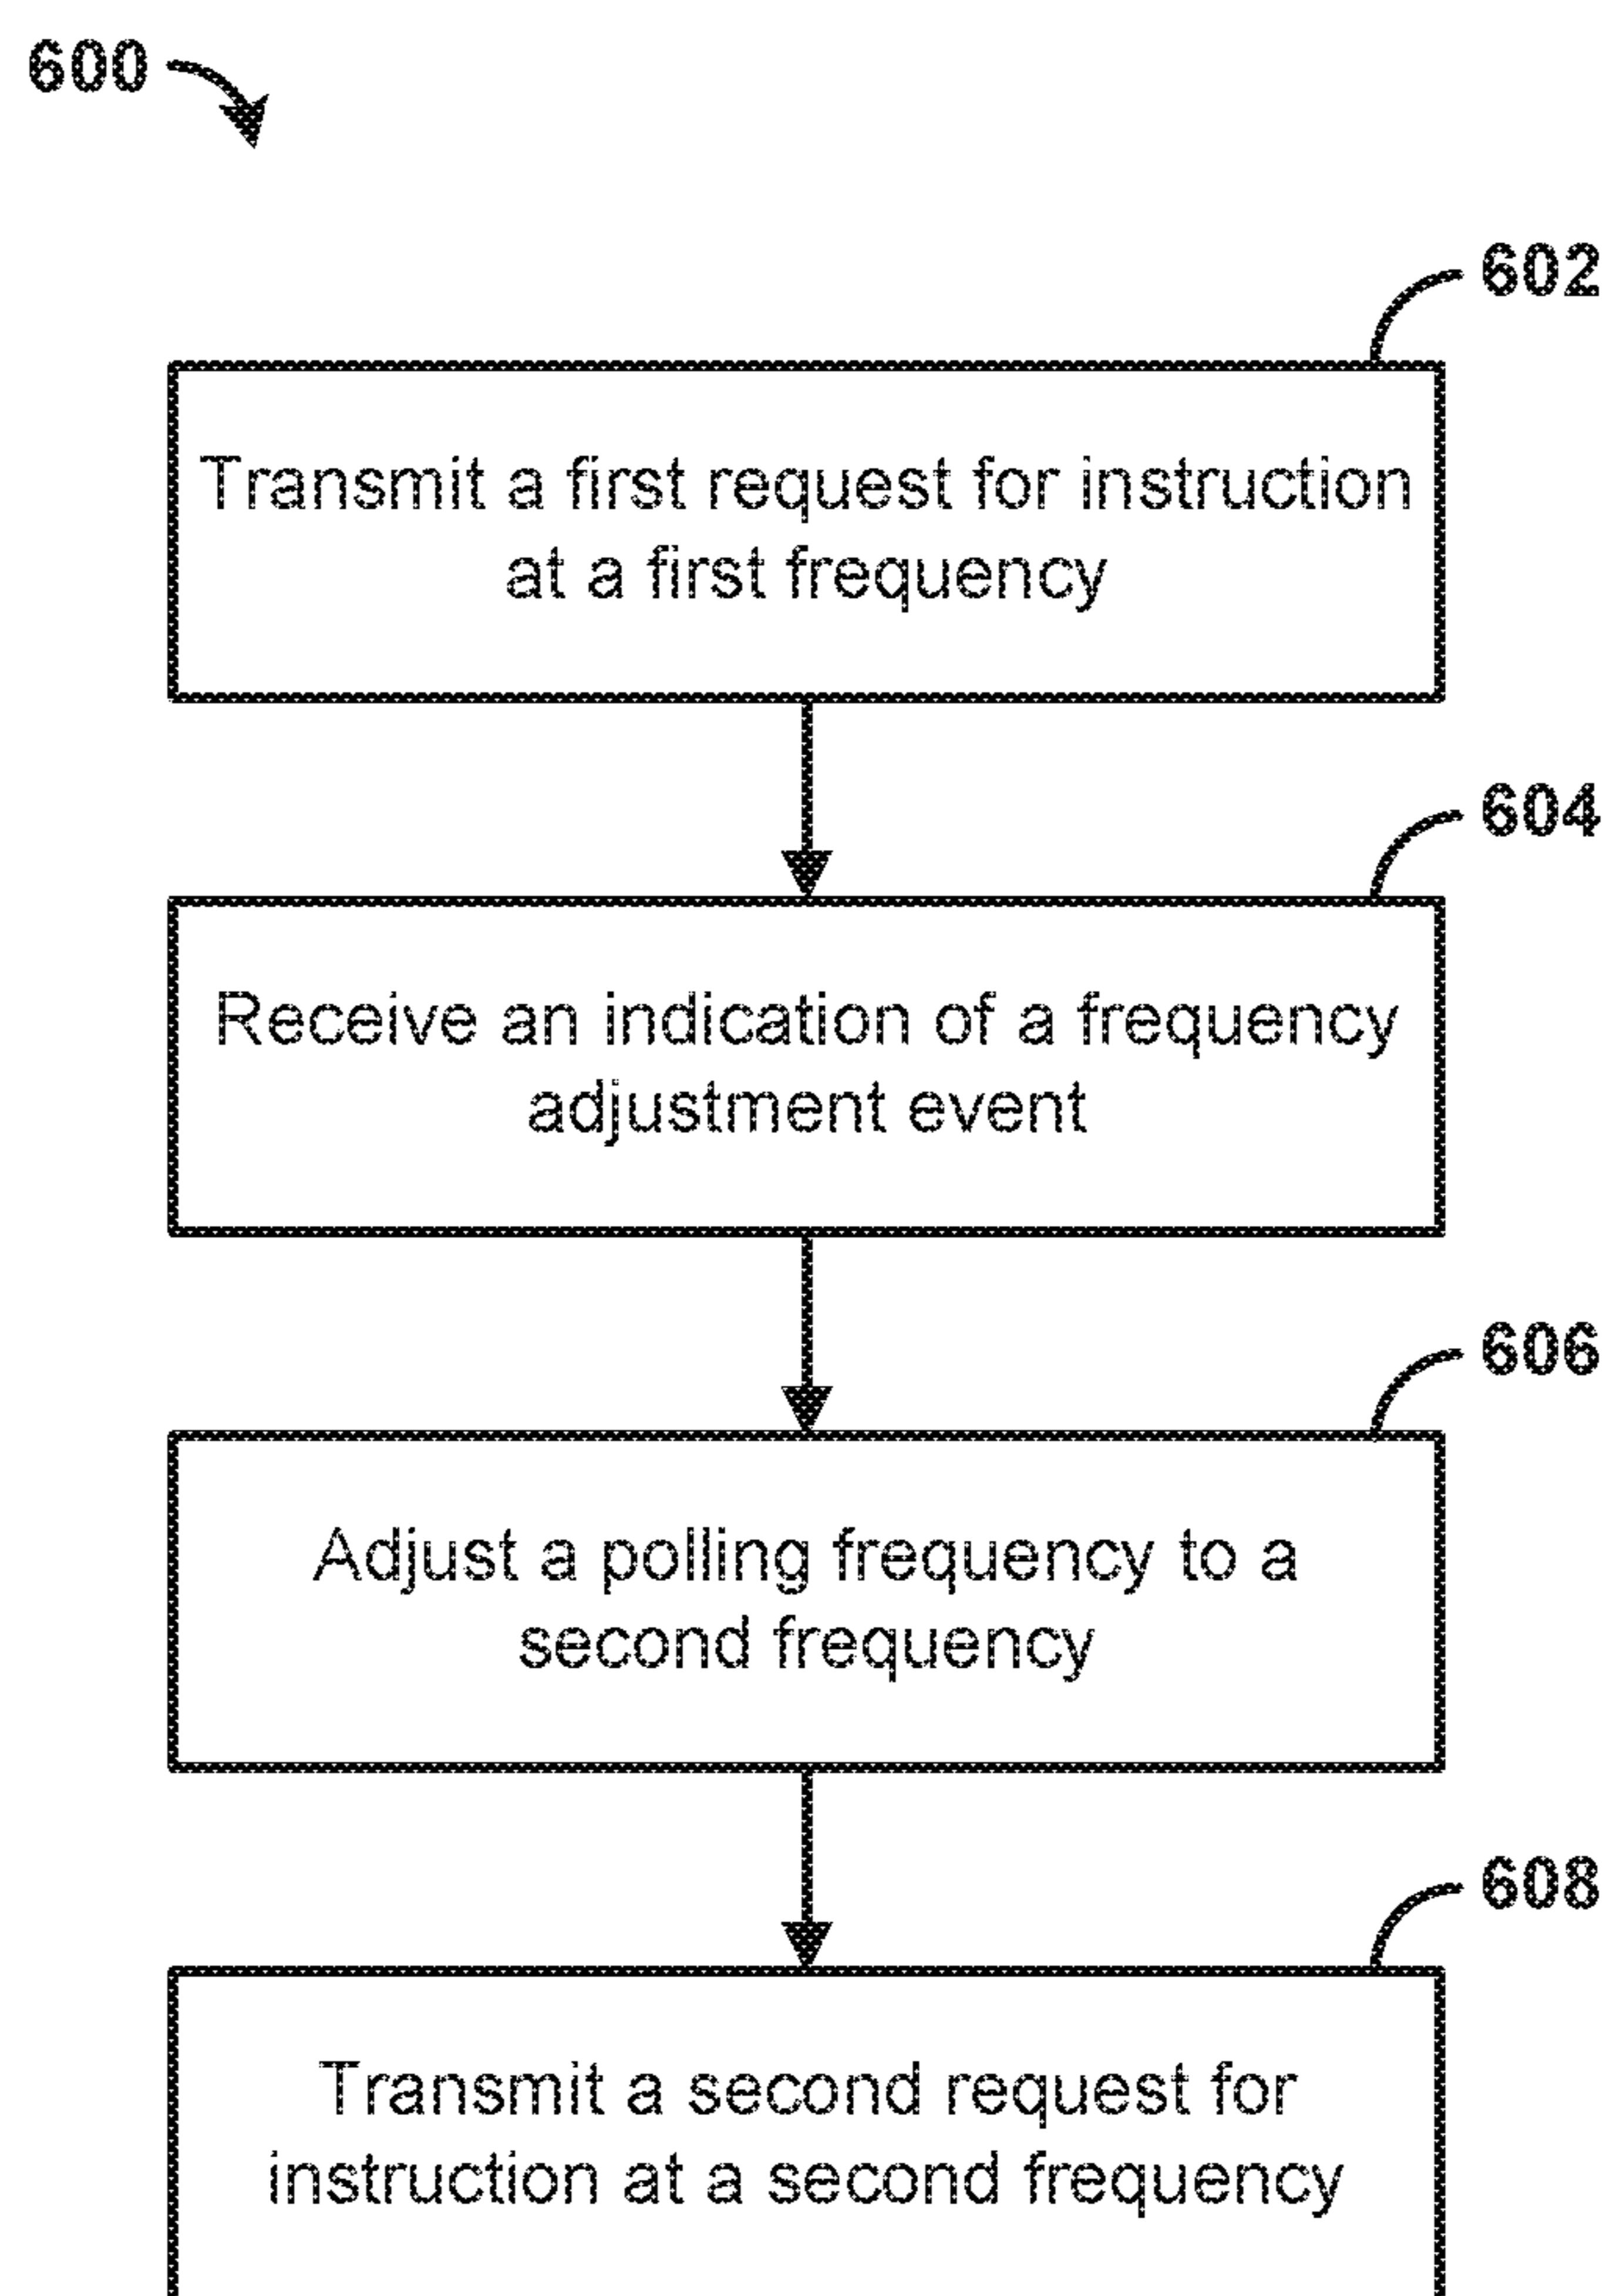 600
602
Transmit a first request for instruction
at a first frequency
604
Receive an indication of a frequency
adjustment event
606
Adjust a polling frequency to a
second frequency
608
Transmit a second request for
instruction at a second frequency